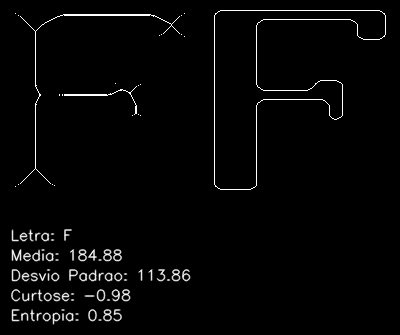 F F
Letra: F
Media: 184.88
Desvio Padrao: 113.86
Curtose: −0.98
Entropia: 0.85